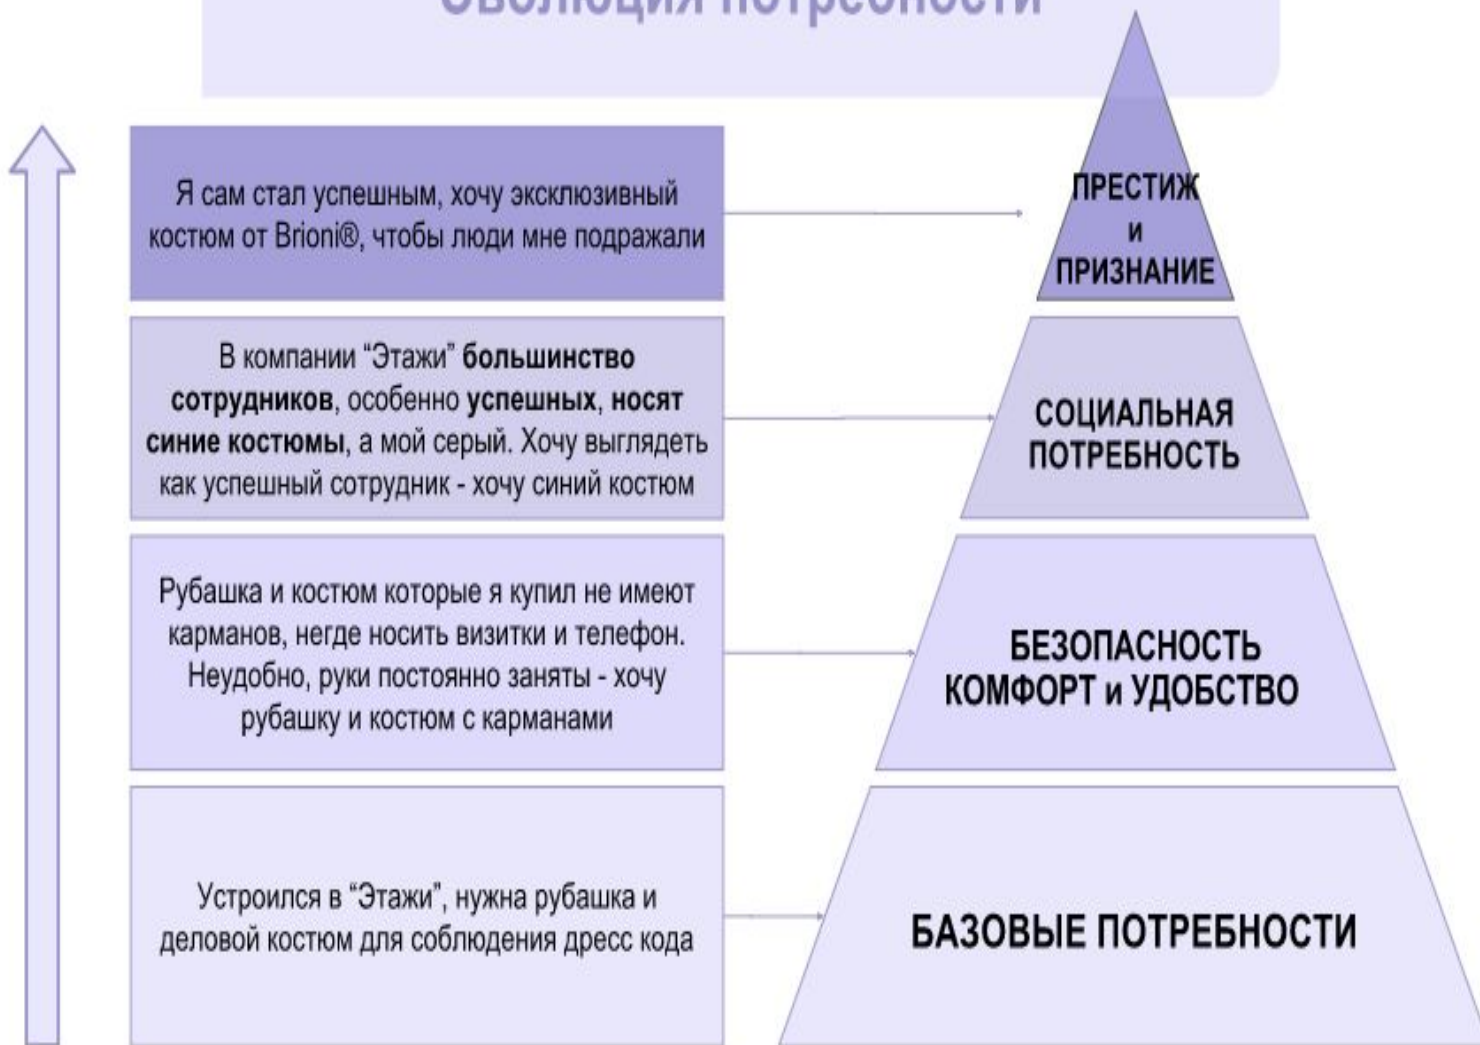 Эволюция потребности
Я сам стал успешным, хочу эксклюзивный
костюм от Brioni®, чтобы люди мне подражали
ПРЕСТИЖ
и
ПРИЗНАНИЕ
В компании “Этажи” большинство
сотрудников, особенно успешных, носят
синие костюмы, а мой серый. Хочу выглядеть
как успешный сотрудник - хочу синий костюм
СОЦИАЛЬНАЯ
ПОТРЕБНОСТЬ
Рубашка и костюм которые я купил не имеют
карманов, негде носить визитки и телефон.
Неудобно, руки постоянно заняты - хочу
рубашку и костюм с карманами
БЕЗОПАСНОСТЬ
КОМФОРТ и УДОБСТВО
Устроился в “Этажи”, нужна рубашка и
деловой костюм для соблюдения дресс кода
БАЗОВЫЕ ПОТРЕБНОСТИ